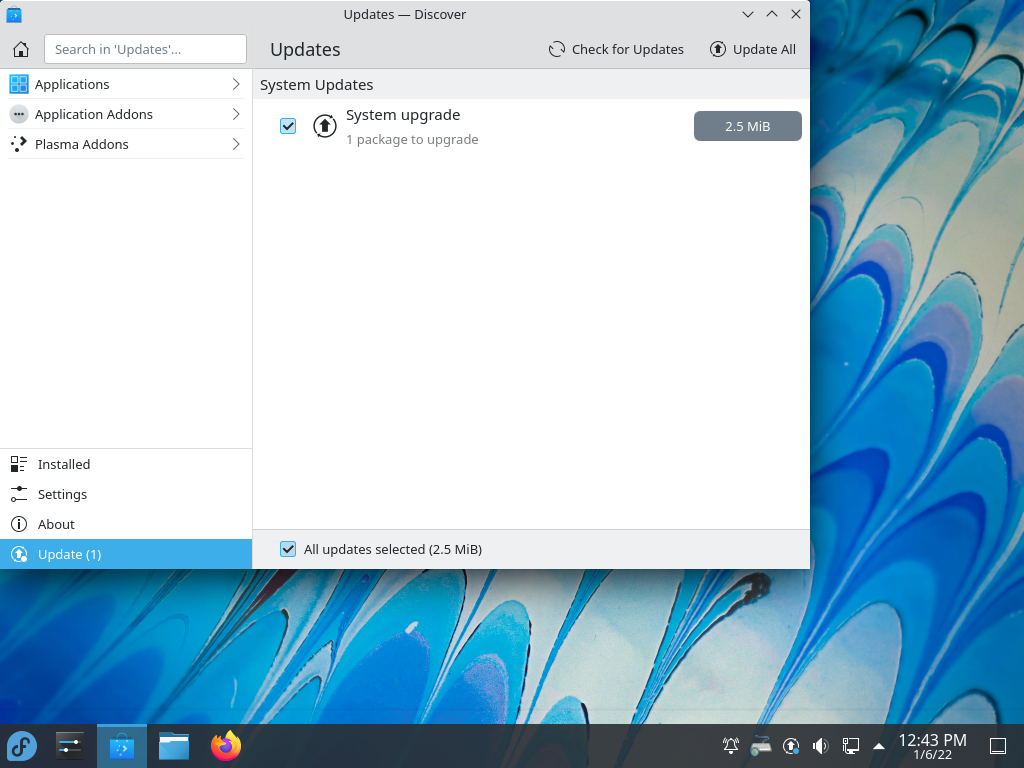 Updates — Discover
Search in 'Updates'...
Updates
Check for Updates
Update All
Applications
Application Addons
Plasma Addons
System Updates
System upgrade
1 package to upgrade
2.5 MiB
Installed
Settings
About
Update (1)
All updates selected (2.5 MiB)
12:43 PM
1/6/22